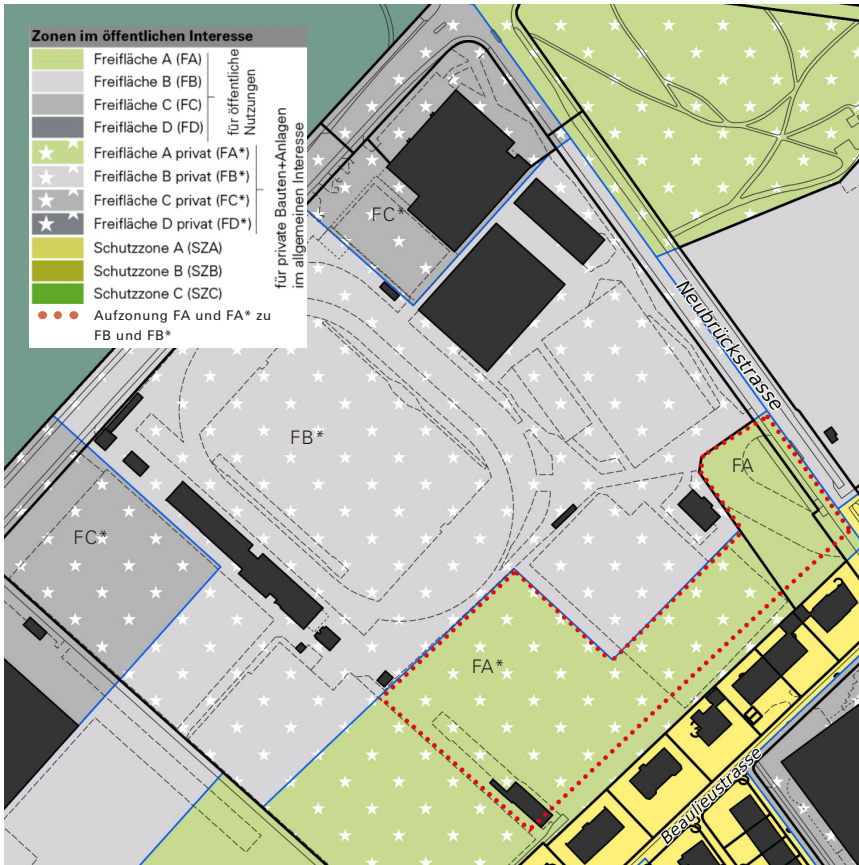 Zonen im öffentlichen Interesse
Freifläche A (FA)
Freifläche B (FB)
Freifläche C (FC)
Freifläche D (FD)
für öffentliche
Nutzungen
Freifläche A privat (FA*)
Freifläche B privat (FB*)
Freifläche C privat (FC*)
Freifläche D privat (FD*)
für private Bauten+Anlagen
im allgemeinen Interesse
Schutzzone A (SZA)
Schutzzone B (SZB)
Schutzzone C (SZC)
Aufzonung FA und FA* zu
FB und FB*
FC*
Neubrückstrasse
FB*
FA
FC*
FA*
Beaulieustrasse